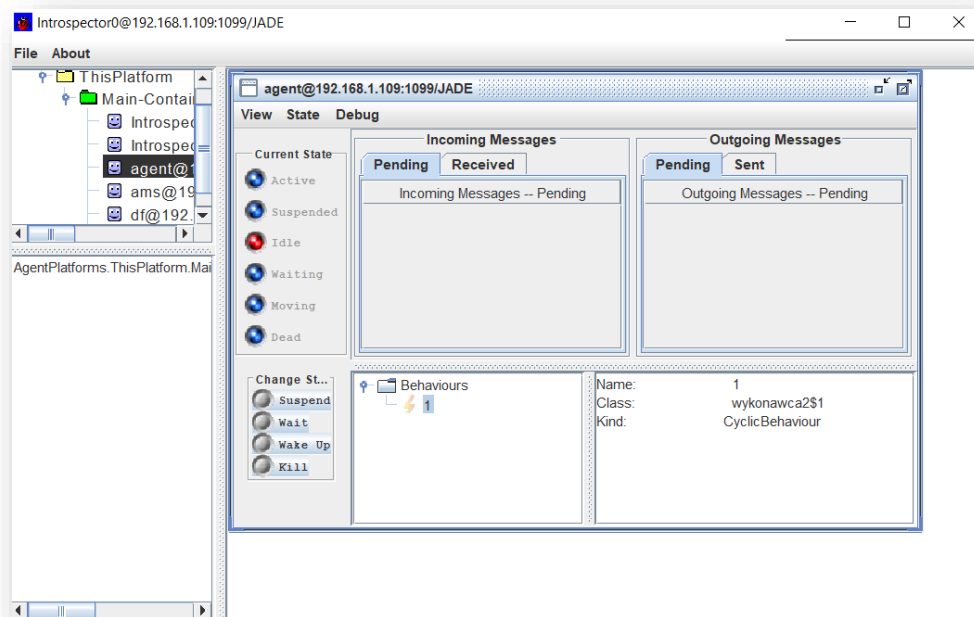 Introspector0@192.168.1.109:1099/JADE
File About
ThisPlatform
Main-Contai
Introspec
Introspec
agent@1
ams@19
df@192.
AgentPlatforms.ThisPlatform.Mai
agent@192.168.1.109:1099/JADE
View State Debug
Current State
Active
Suspended
Idle
Waiting
Moving
Dead
Incoming Messages
Pending Received
Incoming Messages -- Pending
Outgoing Messages
Pending Sent
Outgoing Messages -- Pending
Change St...
Suspend
Wait
Wake Up
Kill
Behaviours
1
Name: 1
Class: wykonawca2$1
Kind: CyclicBehaviour